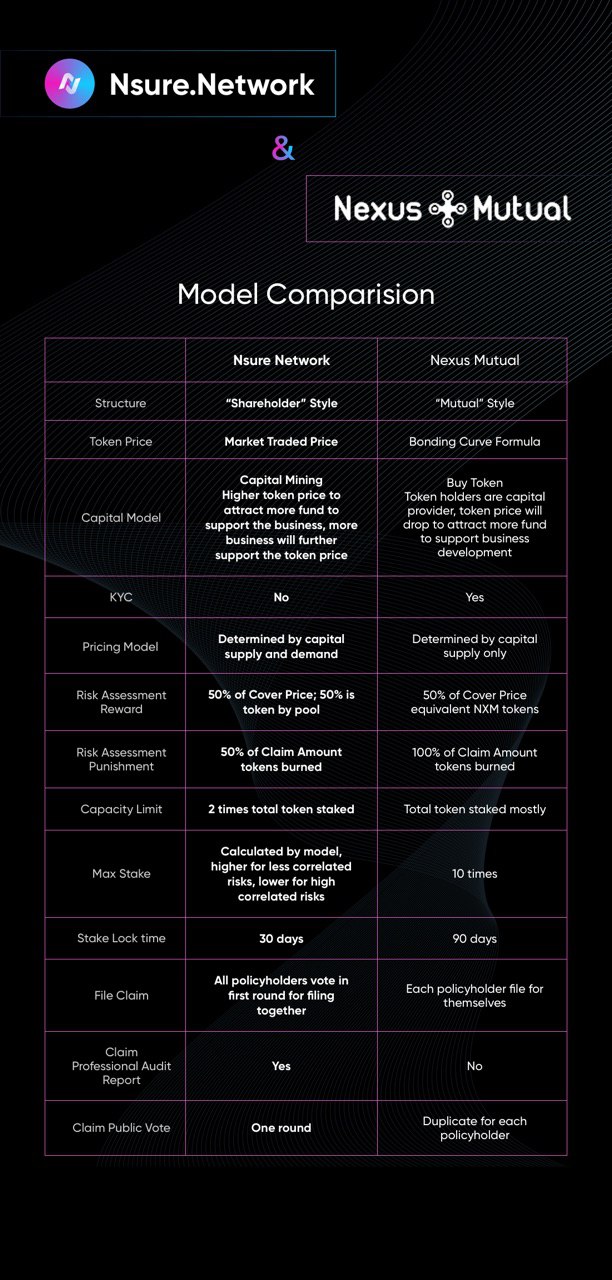 Nsure.Network
&
Nexus Mutual
Model Comparision
Nsure Network
Nexus Mutual
Structure
“Shareholder” Style
“Mutual” Style
Token Price
Market Traded Price
Bonding Curve Formula
Capital Model
Capital Mining
Higher token price to
attract more fund to
support the business, more
business will further
support the token price
Buy Token
Token holders are capital
provider, token price will
drop to attract more fund
to support business
development
KYC
No
Yes
Pricing Model
Determined by capital
supply and demand
Determined by capital
supply only
Risk Assessment
Reward
50% of Cover Price; 50% is
token by pool
50% of Cover Price
equivalent NXM tokens
Risk Assessment
Punishment
50% of Claim Amount
tokens burned
100% of Claim Amount
tokens burned
Capacity Limit
2 times total token staked
Total token staked mostly
Max Stake
Calculated by model,
higher for less correlated
risks, lower for high
correlated risks
10 times
Stake Lock time
30 days
90 days
File Claim
All policyholders vote in
first round for filing
together
Each policyholder file for
themselves
Claim
Professional Audit
Report
Yes
No
Claim Public Vote
One round
Duplicate for each
policyholder